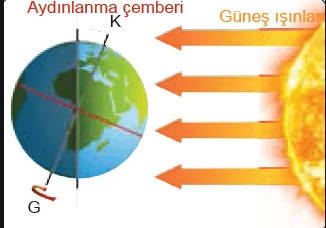 Aydınlanma çemberi
Güneş ışınları
K
G